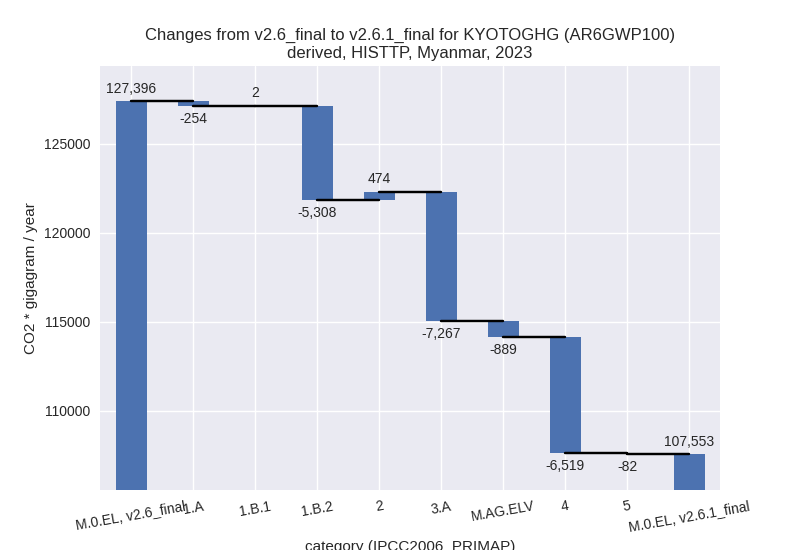 Changes from v2.6_final to v2.6.1_final for KYOTOGHG (AR6GWP100)
derived, HISTTP, Myanmar, 2023
127,396
-254
2
-5,308
474
-7,267
-889
-6,519
-82
107,553
125000
120000
115000
110000
CO2 * gigagram / year
M.0.EL, v2.6_final
1.A
1.B.1
1.B.2
2
3.A
M.AG.ELV
4
5
M.0.EL, v2.6.1_final
category (IPCC2006_PRIMAP)